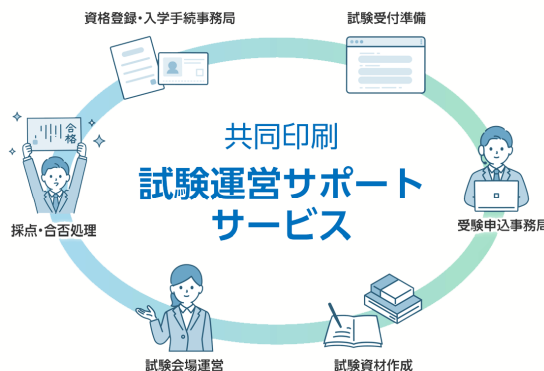 資格登録・入学手続事務局
試験受付準備
合格
共同印刷
試験運営サポート
サービス
採点・合否処理
受験申込事務局
試験会場運営
試験資材作成